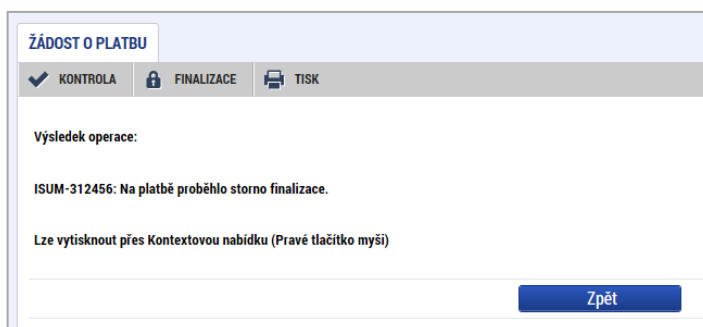 ŽÁDOST O PLATBU
KONTROLA FINALIZACE TISK
Výsledek operace:
ISUM-312456: Na platbě proběhlo storno finalizace.
Lze vytisknout přes Kontextovou nabídku (Pravé tlačítko myši)
Zpět